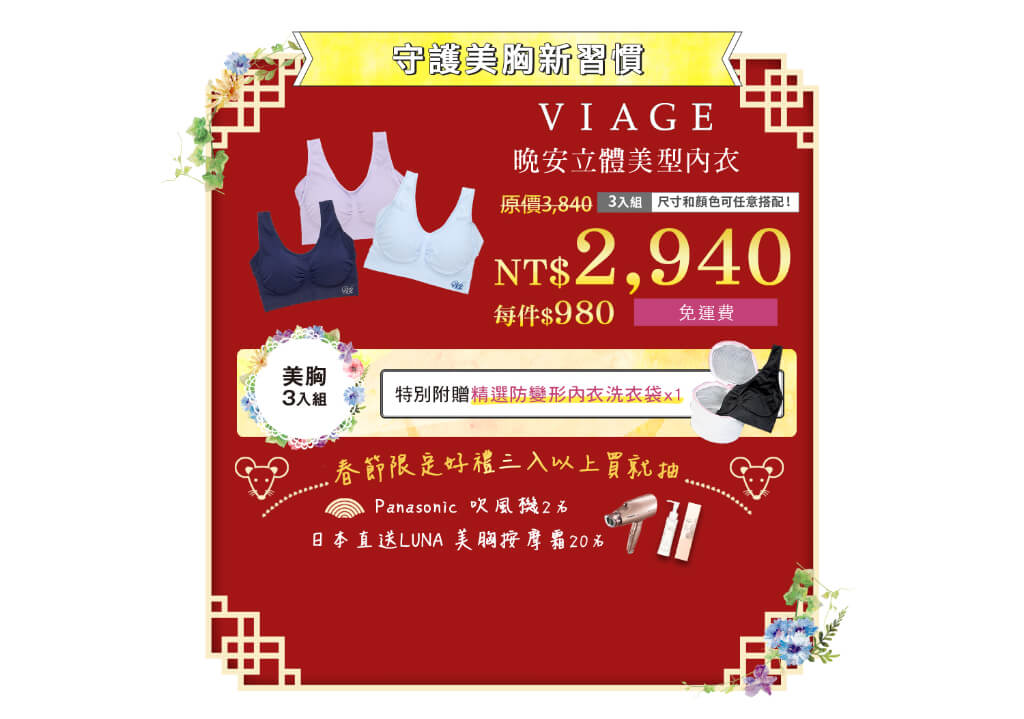 守護美胸新習慣
VIAGE
晚安立體美型內衣
原價3,840 3入組 尺寸和顏色可任意搭配!
NT$2,940
每件$980 免運費
美胸
3入組
特別附贈精選防變形內衣洗衣袋x1
春節限定好禮三入以上買就抽
Panasonic 吹風機2名
日本直送LUNA 美胸按摩霜20名